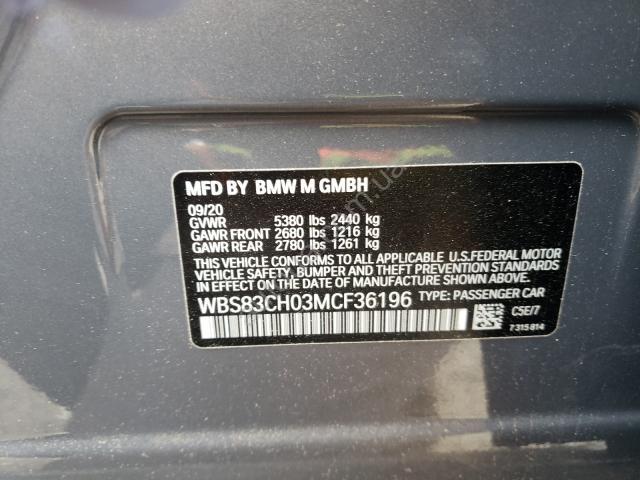 MFD BY BMW M GMBH
09/20
GVWR 5380 lbs 2440 kg
GAWR FRONT 2680 lbs 1216 kg
GAWR REAR 2780 lbs 1261 kg
THIS VEHICLE CONFORMS TO ALL APPLICABLE U.S.FEDERAL MOTOR
VEHICLE SAFETY, BUMPER AND THEFT PREVENTION STANDARDS IN
EFFECT ON THE DATE OF MANUFACTURE SHOWN ABOVE.
WBS83CH03MCF36196 TYPE: PASSENGER CAR
C5E/7
7315814